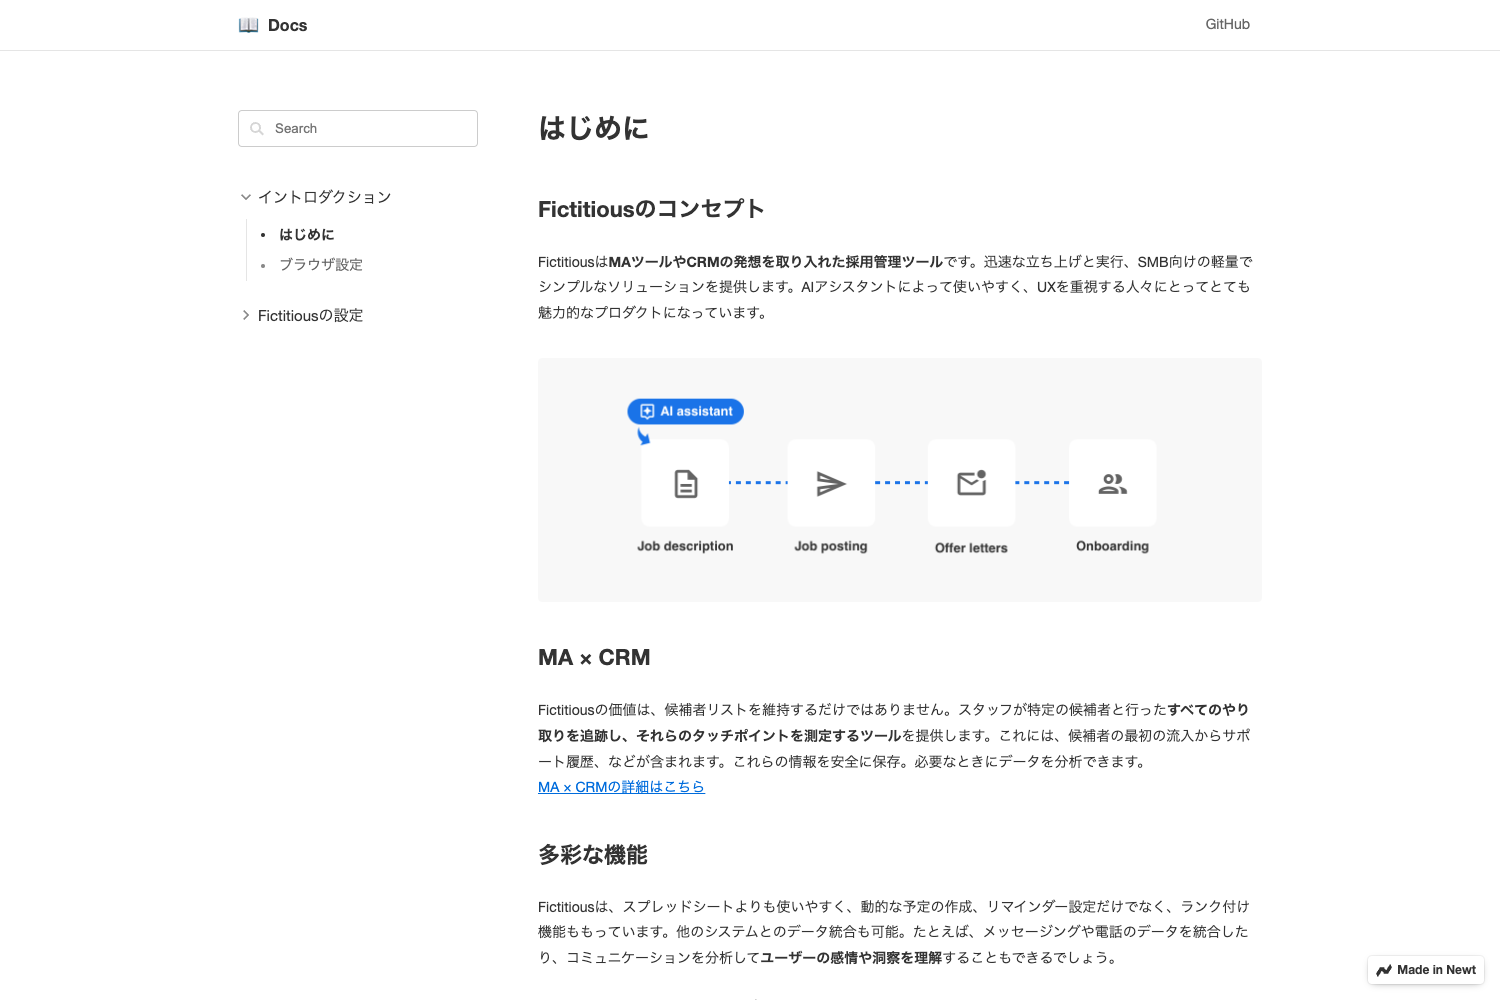 Docs
GitHub
Search
イントロダクション
はじめに
ブラウザ設定
Fictitiousの設定
はじめに
Fictitiousのコンセプト
FictitiousはMAツールやCRMの発想を取り入れた採用管理ツールです。迅速な立ち上げと実行、SMB向けの軽量で
シンプルなソリューションを提供します。AIアシスタントによって使いやすく、UXを重視する人々にとってとても
魅力的なプロダクトになっています。
AI assistant
Job description
Job posting
Offer letters
Onboarding
MA × CRM
Fictitiousの価値は、候補者リストを維持するだけではありません。スタッフが特定の候補者と行ったすべてのやり
取りを追跡し、それらのタッチポイントを測定するツールを提供します。これには、候補者の最初の流入からサポ
ート履歴、などが含まれます。これらの情報を安全に保存。必要なときにデータを分析できます。
MA × CRMの詳細はこちら
多彩な機能
Fictitiousは、スプレッドシートよりも使いやすく、動的な予定の作成、リマインダー設定だけでなく、ランク付け
機能ももっています。他のシステムとのデータ統合も可能。たとえば、メッセージングや電話のデータを統合した
り、コミュニケーションを分析してユーザーの感情や洞察を理解することもできるでしょう。
Made in Newt